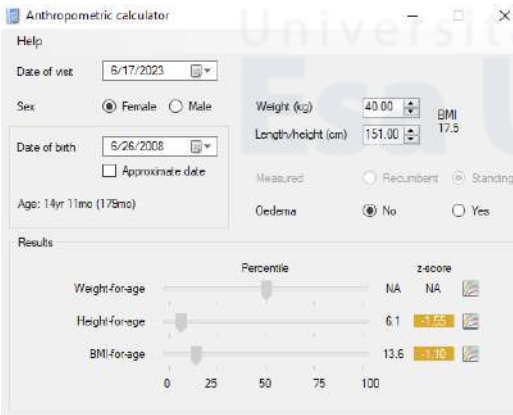 Anthropometric calculator
Help
Date of visit 6/17/2023
Sex Female Male
Weight (kg) 40.00
BMI
17.5
Length/height (cm) 151.00
Date of birth 6/26/2008
Approximate date
Measured Recumbent Standing
Age: 14yr 11mo (179mo)
Oedema No Yes
Results
Percentile z-score
Weight-for-age NA NA
Height-for-age 6.1 -1.55
BMI-for-age 13.6 -1.10
0 25 50 75 100
Universit
Esa U